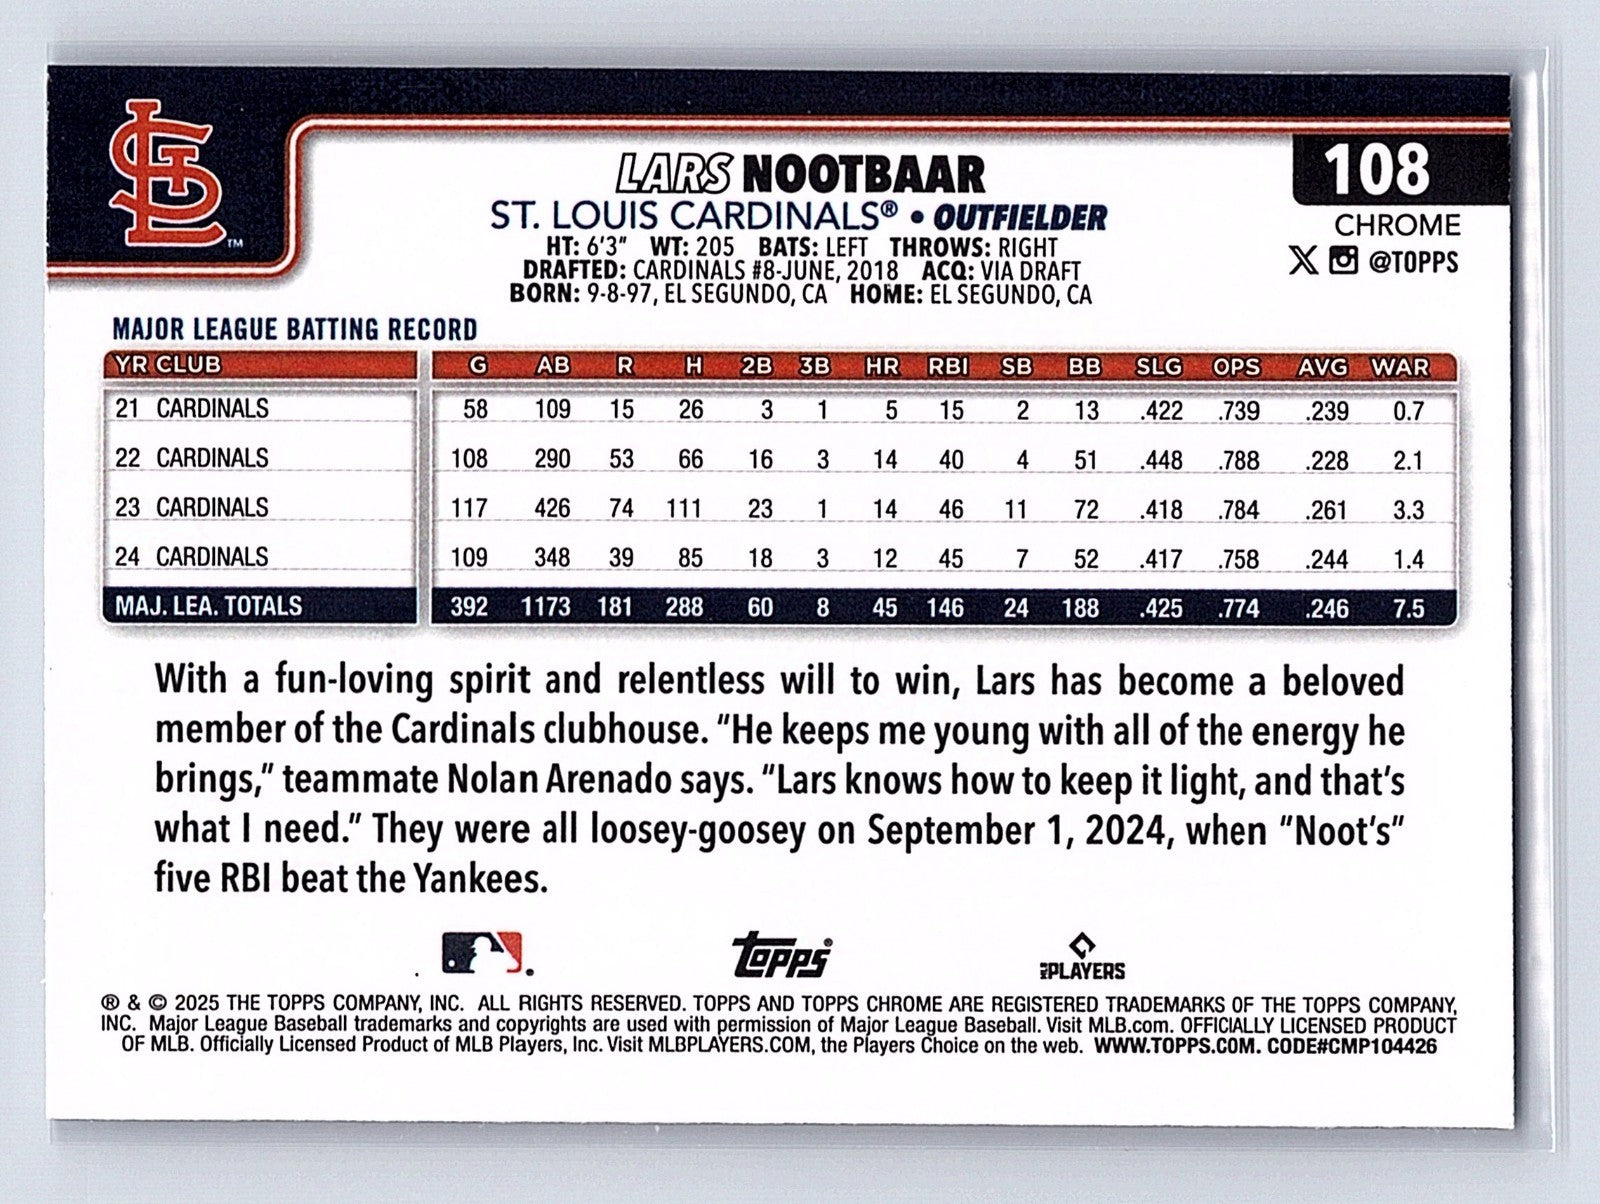 STL™
LARS NOOTBAAR
108
ST. LOUIS CARDINALS® • OUTFIELDER
CHROME
HT: 6'3" WT: 205 BATS: LEFT THROWS: RIGHT
@TOPPS
DRAFTED: CARDINALS #8-JUNE, 2018 ACQ: VIA DRAFT
BORN: 9-8-97, EL SEGUNDO, CA HOME: EL SEGUNDO, CA
MAJOR LEAGUE BATTING RECORD
YR CLUB G AB R H 2B 3B HR RBI SB BB SLG OPS AVG WAR
21 CARDINALS 58 109 15 26 3 1 5 15 2 13 .422 .739 .239 0.7
22 CARDINALS 108 290 53 66 16 3 14 40 4 51 .448 .788 .228 2.1
23 CARDINALS 117 426 74 111 23 1 14 46 11 72 .418 .784 .261 3.3
24 CARDINALS 109 348 39 85 18 3 12 45 7 52 .417 .758 .244 1.4
MAJ. LEA. TOTALS 392 1173 181 288 60 8 45 146 24 188 .425 .774 .246 7.5
With a fun-loving spirit and relentless will to win, Lars has become a beloved
member of the Cardinals clubhouse. "He keeps me young with all of the energy he
brings," teammate Nolan Arenado says. "Lars knows how to keep it light, and that's
what I need." They were all loosey-goosey on September 1, 2024, when "Noot's"
five RBI beat the Yankees.
topps®
MLB PLAYERS
® & © 2025 THE TOPPS COMPANY, INC. ALL RIGHTS RESERVED. TOPPS AND TOPPS CHROME ARE REGISTERED TRADEMARKS OF THE TOPPS COMPANY,
INC. Major League Baseball trademarks and copyrights are used with permission of Major League Baseball. Visit MLB.com. OFFICIALLY LICENSED PRODUCT
OF MLB. Officially Licensed Product of MLB Players, Inc. Visit MLBPLAYERS.COM, the Players Choice on the web. WWW.TOPPS.COM. CODE#CMP104426